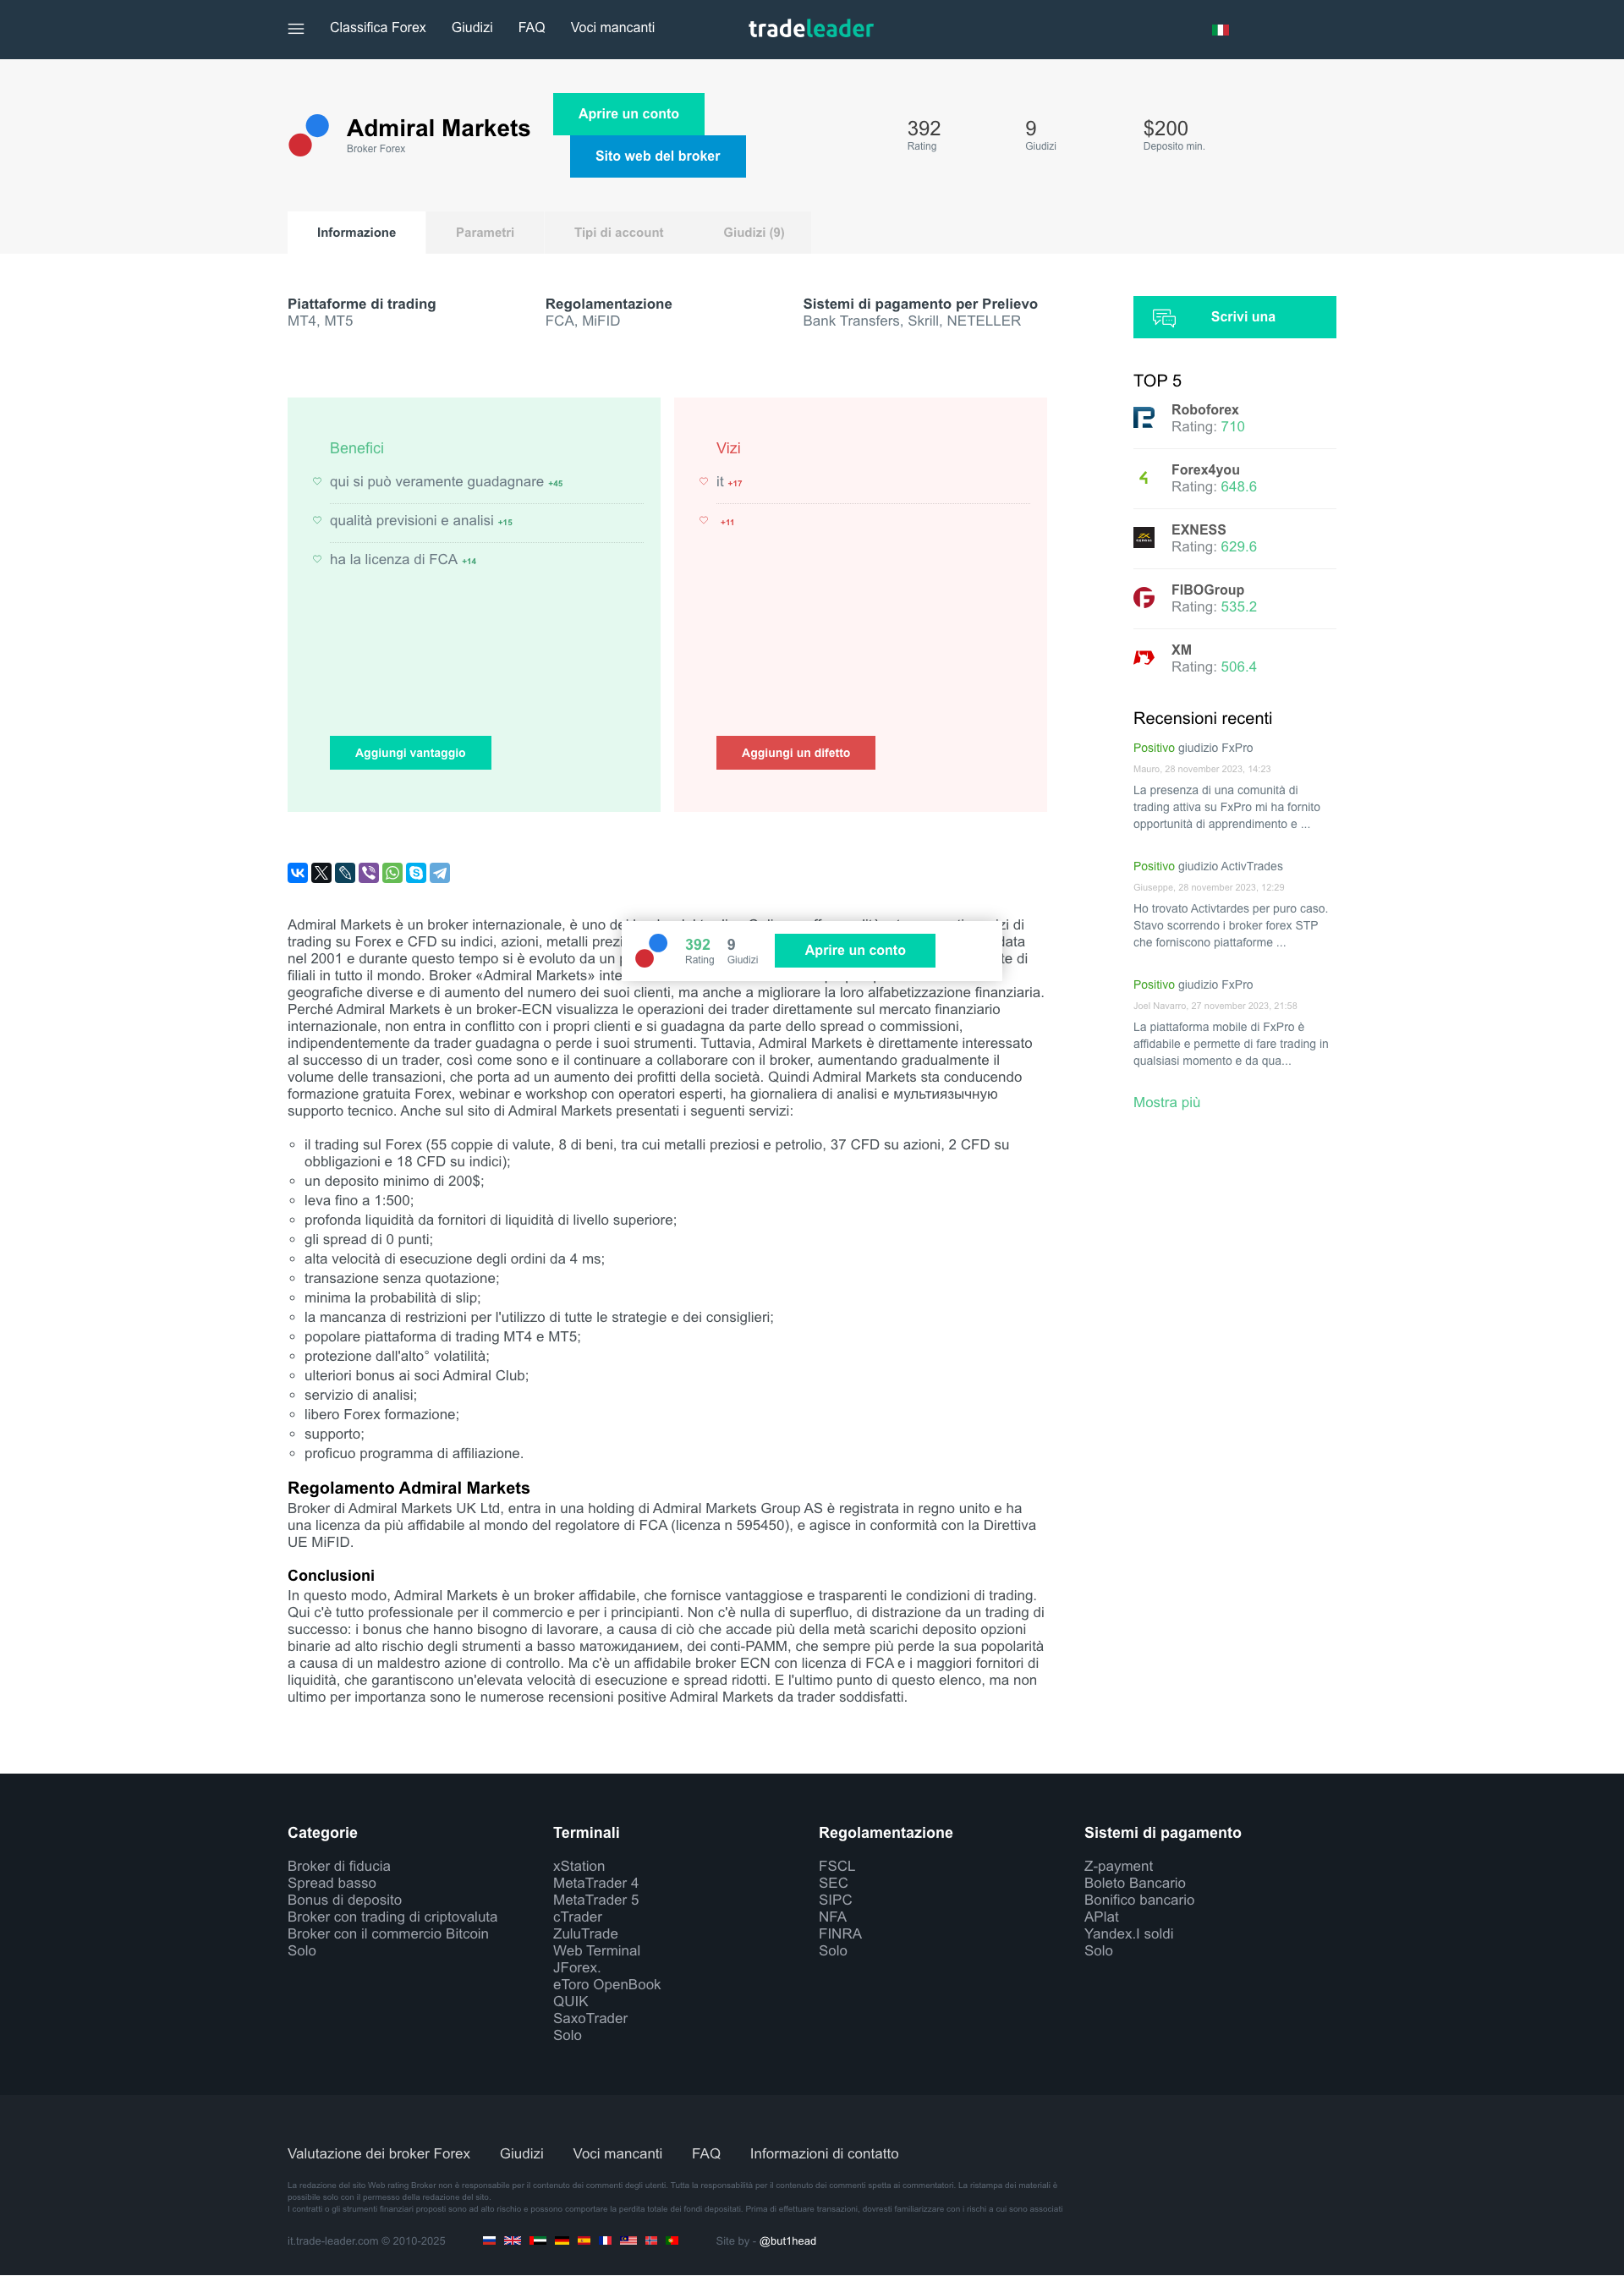 Classifica Forex Giudizi FAQ Voci mancanti
tradeleader
Admiral Markets
Broker Forex
Aprire un conto
Sito web del broker
392
Rating
9
Giudizi
$200
Deposito min.
Informazione
Parametri
Tipi di account
Giudizi (9)
Piattaforme di trading
MT4, MT5
Regolamentazione
FCA, MiFID
Sistemi di pagamento per Prelievo
Bank Transfers, Skrill, NETELLER
Benefici
qui si può veramente guadagnare +45
qualità previsioni e analisi +15
ha la licenza di FCA +14
Aggiungi vantaggio
Vizi
it +17
+11
Aggiungi un difetto
Admiral Markets è un broker internazionale, è uno dei
trading su Forex e CFD su indici, azioni, metalli prezi
nel 2001 e durante questo tempo si è evoluto da un
te di
filiali in tutto il mondo. Broker «Admiral Markets» inte
geografiche diverse e di aumento del numero dei suoi clienti, ma anche a migliorare la loro alfabetizzazione finanziaria.
Perché Admiral Markets è un broker-ECN visualizza le operazioni dei trader direttamente sul mercato finanziario
internazionale, non entra in conflitto con i propri clienti e si guadagna da parte dello spread o commissioni,
indipendentemente da trader guadagna o perde i suoi strumenti. Tuttavia, Admiral Markets è direttamente interessato
al successo di un trader, così come sono e il continuare a collaborare con il broker, aumentando gradualmente il
volume delle transazioni, che porta ad un aumento dei profitti della società. Quindi Admiral Markets sta conducendo
formazione gratuita Forex, webinar e workshop con operatori esperti, ha giornaliera di analisi e мультиязычную
supporto tecnico. Anche sul sito di Admiral Markets presentati i seguenti servizi:
392
Rating
9
Giudizi
Aprire un conto
il trading sul Forex (55 coppie di valute, 8 di beni, tra cui metalli preziosi e petrolio, 37 CFD su azioni, 2 CFD su
obbligazioni e 18 CFD su indici);
un deposito minimo di 200$;
leva fino a 1:500;
profonda liquidità da fornitori di liquidità di livello superiore;
gli spread di 0 punti;
alta velocità di esecuzione degli ordini da 4 ms;
transazione senza quotazione;
minima la probabilità di slip;
la mancanza di restrizioni per l'utilizzo di tutte le strategie e dei consiglieri;
popolare piattaforma di trading MT4 e MT5;
protezione dall'alto° volatilità;
ulteriori bonus ai soci Admiral Club;
servizio di analisi;
libero Forex formazione;
supporto;
proficuo programma di affiliazione.
Regolamento Admiral Markets
Broker di Admiral Markets UK Ltd, entra in una holding di Admiral Markets Group AS è registrata in regno unito e ha
una licenza da più affidabile al mondo del regolatore di FCA (licenza n 595450), e agisce in conformità con la Direttiva
UE MiFID.
Conclusioni
In questo modo, Admiral Markets è un broker affidabile, che fornisce vantaggiose e trasparenti le condizioni di trading.
Qui c'è tutto professionale per il commercio e per i principianti. Non c'è nulla di superfluo, di distrazione da un trading di
successo: i bonus che hanno bisogno di lavorare, a causa di ciò che accade più della metà scarichi deposito opzioni
binarie ad alto rischio degli strumenti a basso матожиданием, dei conti-PAMM, che sempre più perde la sua popolarità
a causa di un maldestro azione di controllo. Ma c'è un affidabile broker ECN con licenza di FCA e i maggiori fornitori di
liquidità, che garantiscono un'elevata velocità di esecuzione e spread ridotti. E l'ultimo punto di questo elenco, ma non
ultimo per importanza sono le numerose recensioni positive Admiral Markets da trader soddisfatti.
Scrivi una
TOP 5
Roboforex
Rating: 710
Forex4you
Rating: 648.6
EXNESS
Rating: 629.6
FIBOGroup
Rating: 535.2
XM
Rating: 506.4
Recensioni recenti
Positivo giudizio FxPro
Mauro, 28 november 2023, 14:23
La presenza di una comunità di
trading attiva su FxPro mi ha fornito
opportunità di apprendimento e ...
Positivo giudizio ActivTrades
Giuseppe, 28 november 2023, 12:29
Ho trovato Activtardes per puro caso.
Stavo scorrendo i broker forex STP
che forniscono piattaforme ...
Positivo giudizio FxPro
Joel Navarro, 27 november 2023, 21:58
La piattaforma mobile di FxPro è
affidabile e permette di fare trading in
qualsiasi momento e da qua...
Mostra più
Categorie
Broker di fiducia
Spread basso
Bonus di deposito
Broker con trading di criptovaluta
Broker con il commercio Bitcoin
Solo
Terminali
xStation
MetaTrader 4
MetaTrader 5
cTrader
ZuluTrade
Web Terminal
JForex.
eToro OpenBook
QUIK
SaxoTrader
Solo
Regolamentazione
FSCL
SEC
SIPC
NFA
FINRA
Solo
Sistemi di pagamento
Z-payment
Boleto Bancario
Bonifico bancario
APlat
Yandex.I soldi
Solo
Valutazione dei broker Forex Giudizi Voci mancanti FAQ Informazioni di contatto
La redazione del sito Web rating Broker non è responsabile per il contenuto dei commenti degli utenti. Tutta la responsabilità per il contenuto dei commenti spetta ai commentatori. La ristampa dei materiali è
possibile solo con il permesso della redazione del sito.
I contratti o gli strumenti finanziari proposti sono ad alto rischio e possono comportare la perdita totale dei fondi depositati. Prima di effettuare transazioni, dovresti familiarizzare con i rischi a cui sono associati
it.trade-leader.com © 2010-2025
Site by - @but1head